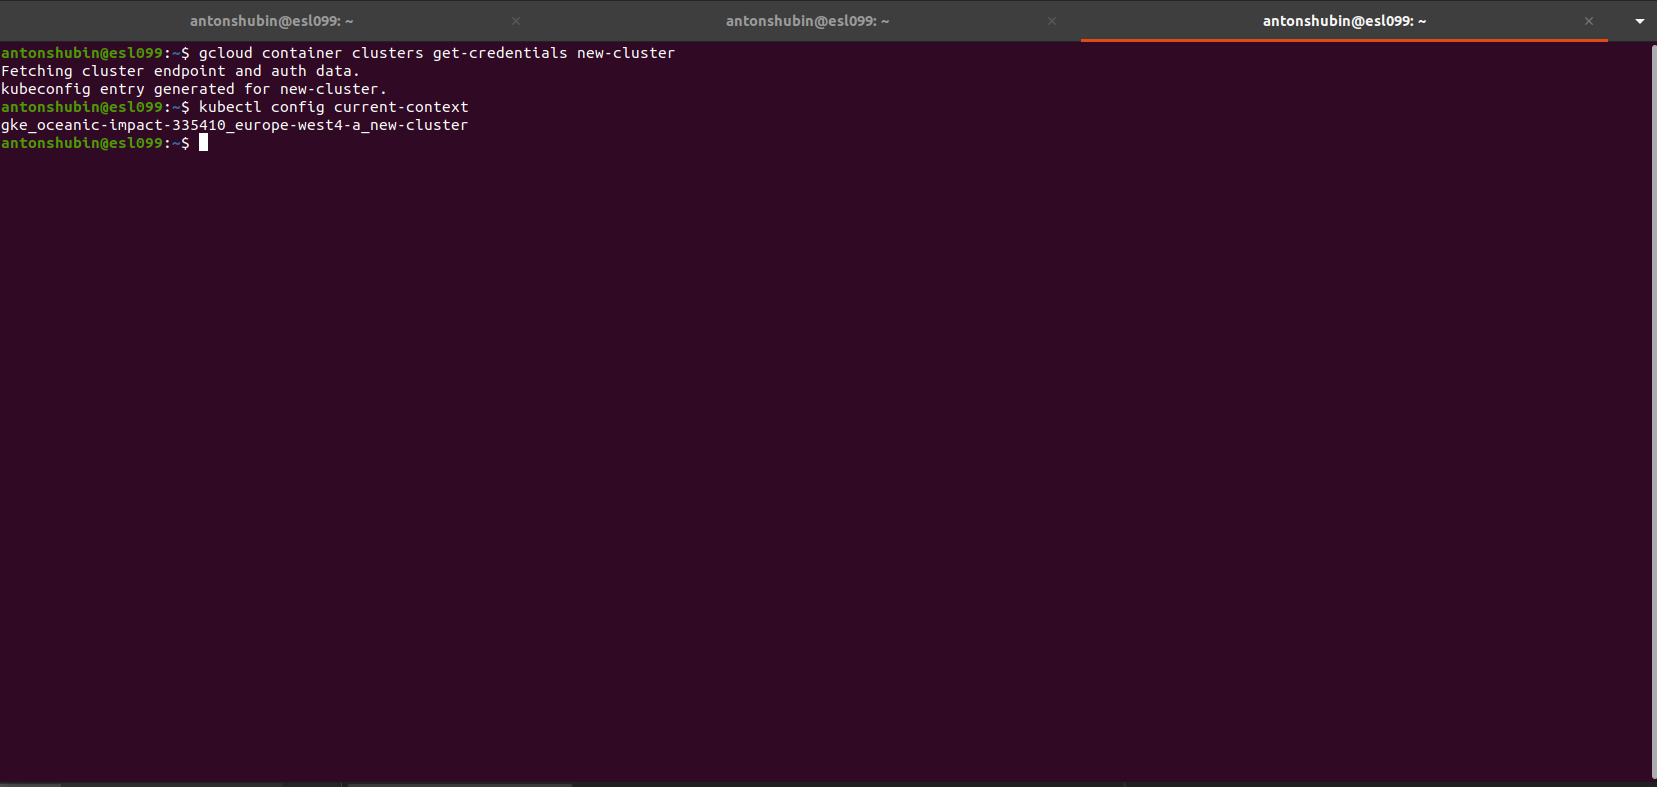 antonshubin@esl099: ~ antonshubin@esl099: ~ antonshubin@esl099: ~
antonshubin@esl099:~$ gcloud container clusters get-credentials new-cluster
Fetching cluster endpoint and auth data.
kubeconfig entry generated for new-cluster.
antonshubin@esl099:~$ kubectl config current-context
gke_oceanic-impact-335410_europe-west4-a_new-cluster
antonshubin@esl099:~$